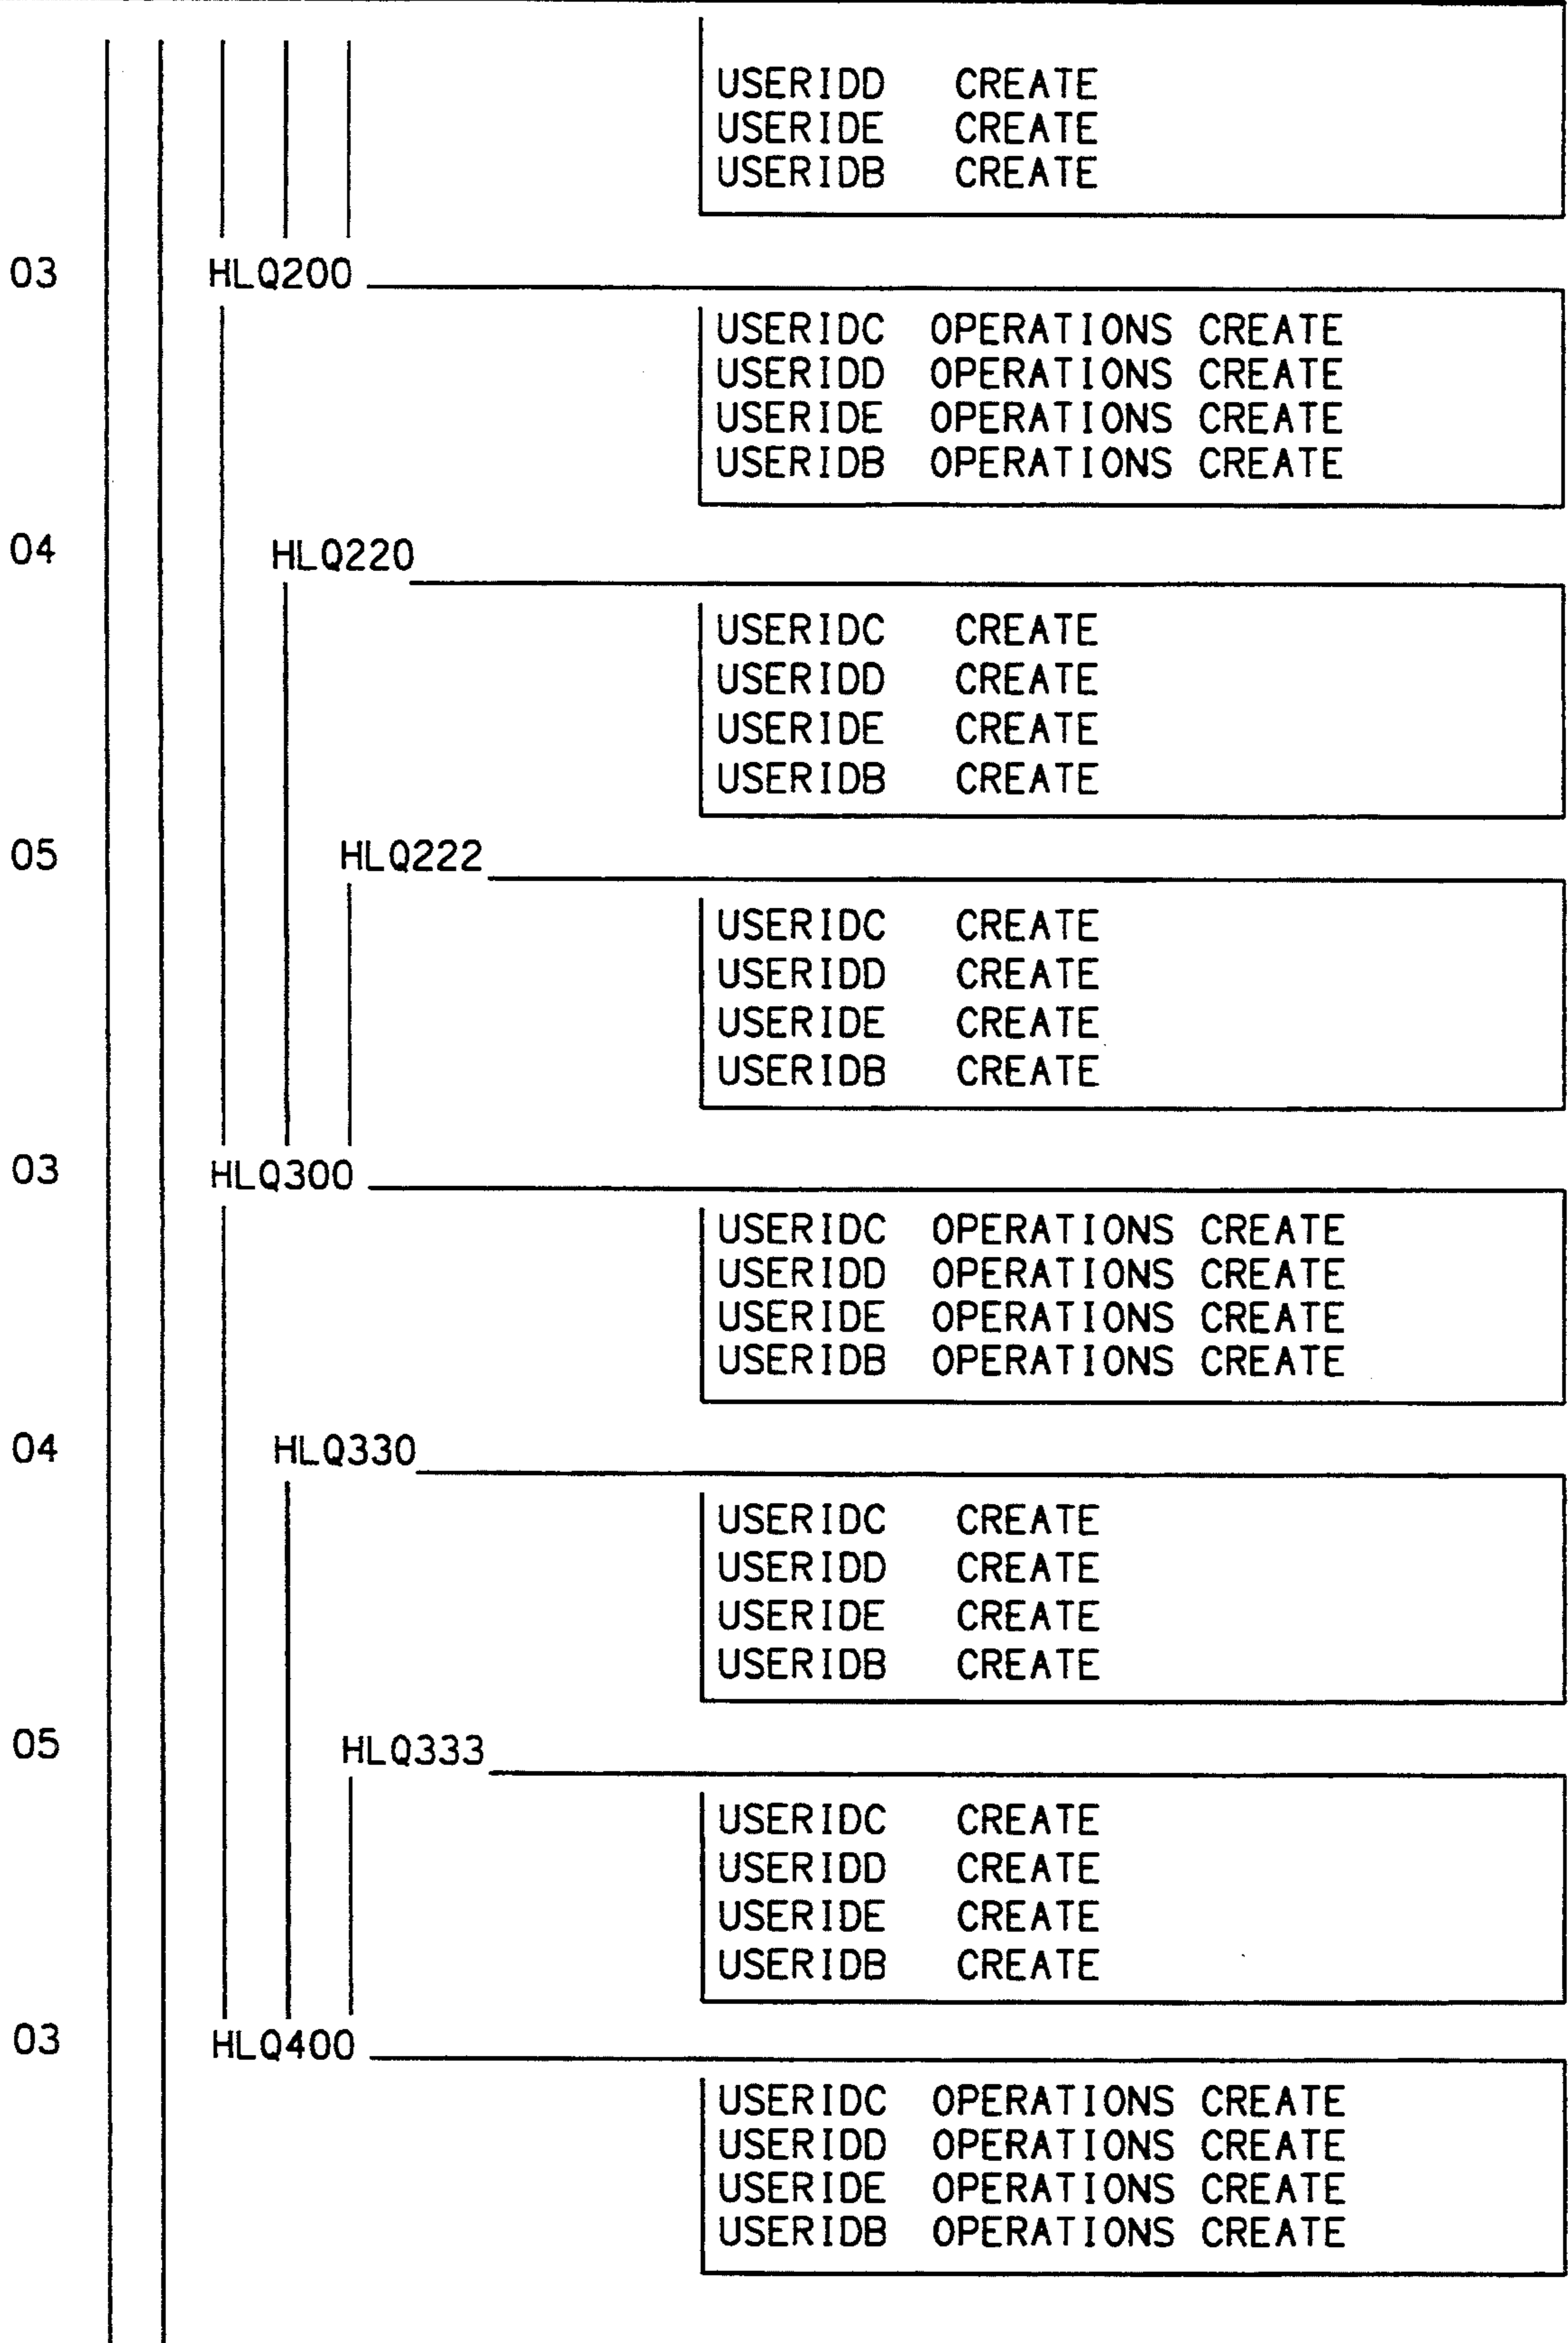 USERIDD CREATE
USERIDE CREATE
USERIDB CREATE
03 HLQ200
USERIDC OPERATIONS CREATE
USERIDD OPERATIONS CREATE
USERIDE OPERATIONS CREATE
USERIDB OPERATIONS CREATE
04 HLQ220
USERIDC CREATE
USERIDD CREATE
USERIDE CREATE
USERIDB CREATE
05 HLQ222
USERIDC CREATE
USERIDD CREATE
USERIDE CREATE
USERIDB CREATE
03 HLQ300
USERIDC OPERATIONS CREATE
USERIDD OPERATIONS CREATE
USERIDE OPERATIONS CREATE
USERIDB OPERATIONS CREATE
04 HLQ330
USERIDC CREATE
USERIDD CREATE
USERIDE CREATE
USERIDB CREATE
05 HLQ333
USERIDC CREATE
USERIDD CREATE
USERIDE CREATE
USERIDB CREATE
03 HLQ400
USERIDC OPERATIONS CREATE
USERIDD OPERATIONS CREATE
USERIDE OPERATIONS CREATE
USERIDB OPERATIONS CREATE